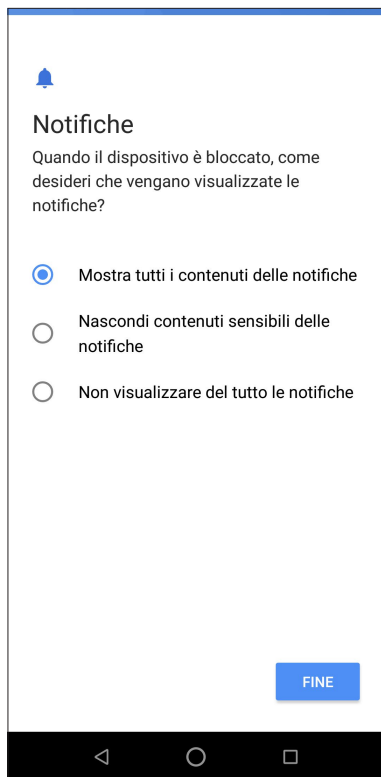 Notifiche
Quando il dispositivo è bloccato, come
desideri che vengano visualizzate le
notifiche?
Mostra tutti i contenuti delle notifiche
Nascondi contenuti sensibili delle
notifiche
Non visualizzare del tutto le notifiche
FINE